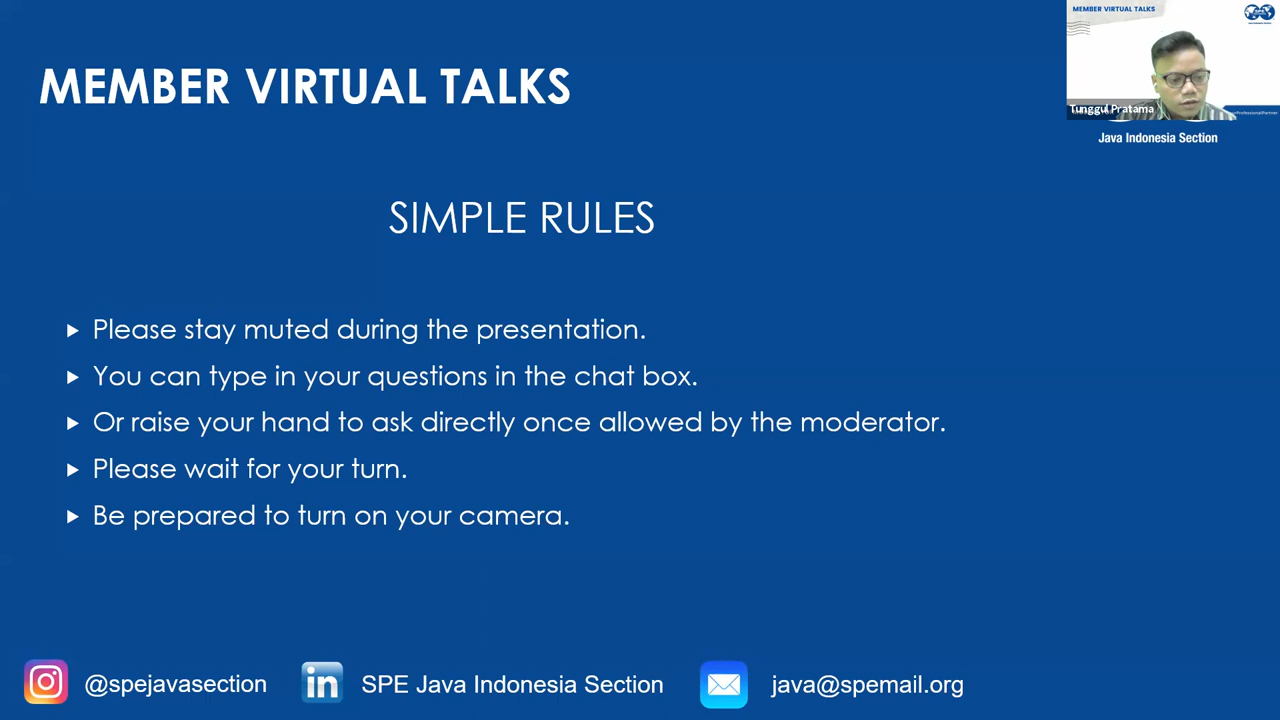 MEMBER VIRTUAL TALKS
MEMBER VIRTUAL TALKS
Tunggul Pratama
Java Indonesia Section
SIMPLE RULES
Please stay muted during the presentation.
You can type in your questions in the chat box.
Or raise your hand to ask directly once allowed by the moderator.
Please wait for your turn.
Be prepared to turn on your camera.
@spejavasection
SPE Java Indonesia Section
java@spemail.org